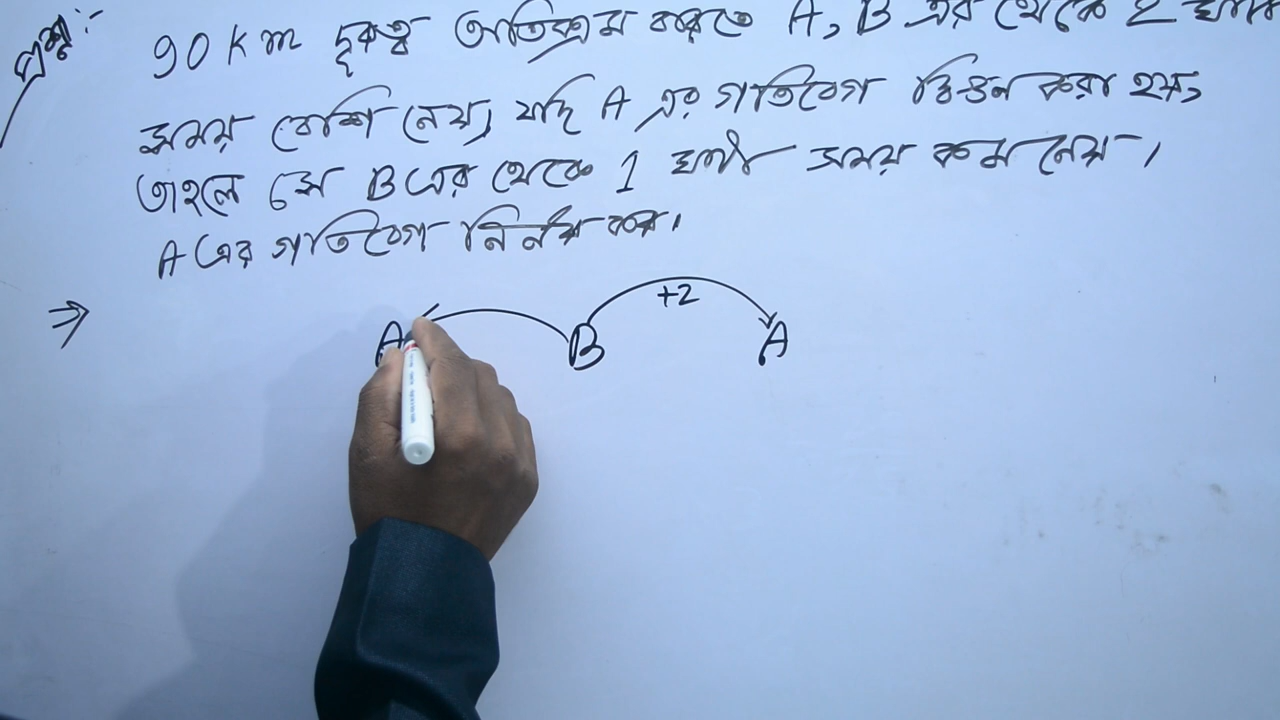 প্রশ্ন:
90 km দূরত্ব অতিক্রম করতে A, B এর থেকে 2 ঘন্টা
সময় বেশি নেয়, যদি A এর গতিবেগ দ্বিগুন করা হয়,
তাহলে সে B এর থেকে 1 ঘন্টা সময় কম নেয়।
A এর গতিবেগ নির্নয় কর।
⇒ A B +2 A